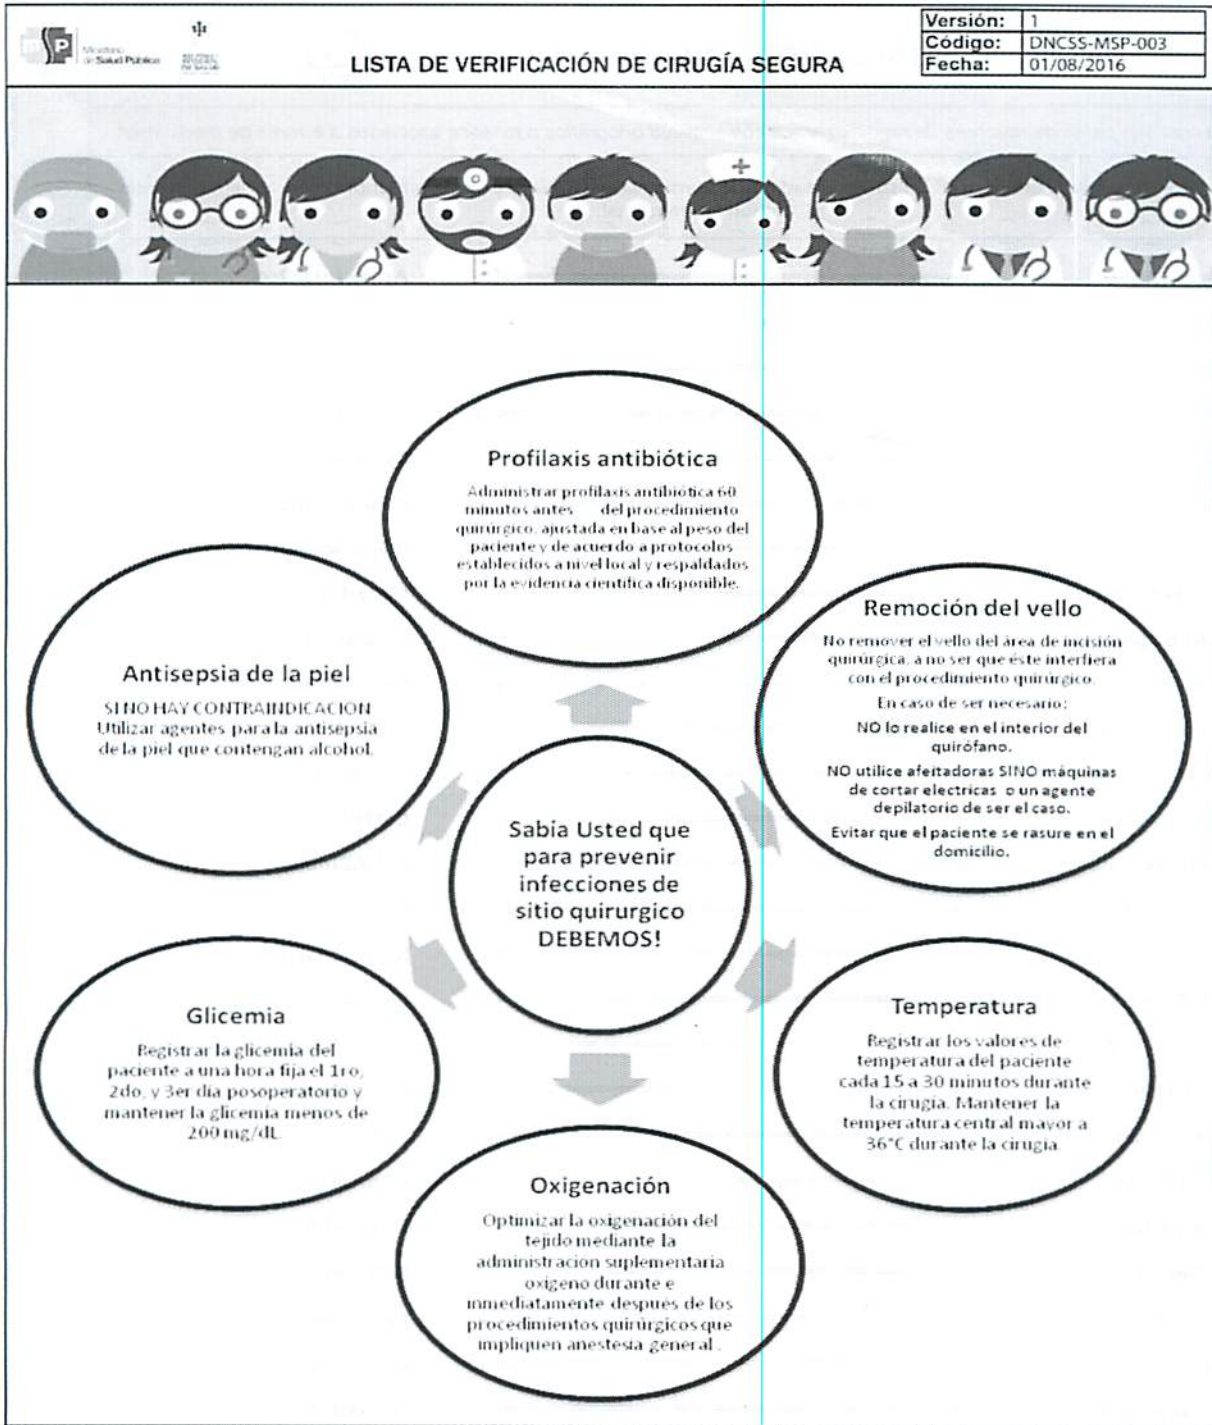 Ministerio
de Salud Pública
LISTA DE VERIFICACIÓN DE CIRUGÍA SEGURA
Versión: 1
Código: DNCSS-MSP-003
Fecha: 01/08/2016
Profilaxis antibiótica
Administrar profilaxis antibiótica 60
minutos antes del procedimiento
quirúrgico, ajustada en base al peso del
paciente y de acuerdo a protocolos
establecidos a nivel local y respaldados
por la evidencia científica disponible.
Remoción del vello
No remover el vello del área de incisión
quirúrgica, a no ser que éste interfiera
con el procedimiento quirúrgico.
En caso de ser necesario:
NO lo realice en el interior del
quirófano.
NO utilice afeitadoras SINO máquinas
de cortar electricas o un agente
depilatorio de ser el caso.
Evitar que el paciente se rasure en el
domicilio.
Antisepsia de la piel
SI NO HAY CONTRAINDICACION
Utilizar agentes para la antisepsia
de la piel que contengan alcohol.
Sabia Usted que
para prevenir
infecciones de
sitio quirurgico
DEBEMOS!
Glicemia
Registrar la glicemia del
paciente a una hora fija el 1ro,
2do, y 3er día posoperatorio y
mantener la glicemia menos de
200 mg/dL
Temperatura
Registrar los valores de
temperatura del paciente
cada 15 a 30 minutos durante
la cirugía. Mantener la
temperatura central mayor a
36°C durante la cirugía.
Oxigenación
Optimizar la oxigenación del
tejido mediante la
administración suplementaria
oxígeno durante e
inmediatamente después de los
procedimientos quirúrgicos que
impliquen anestesia general .